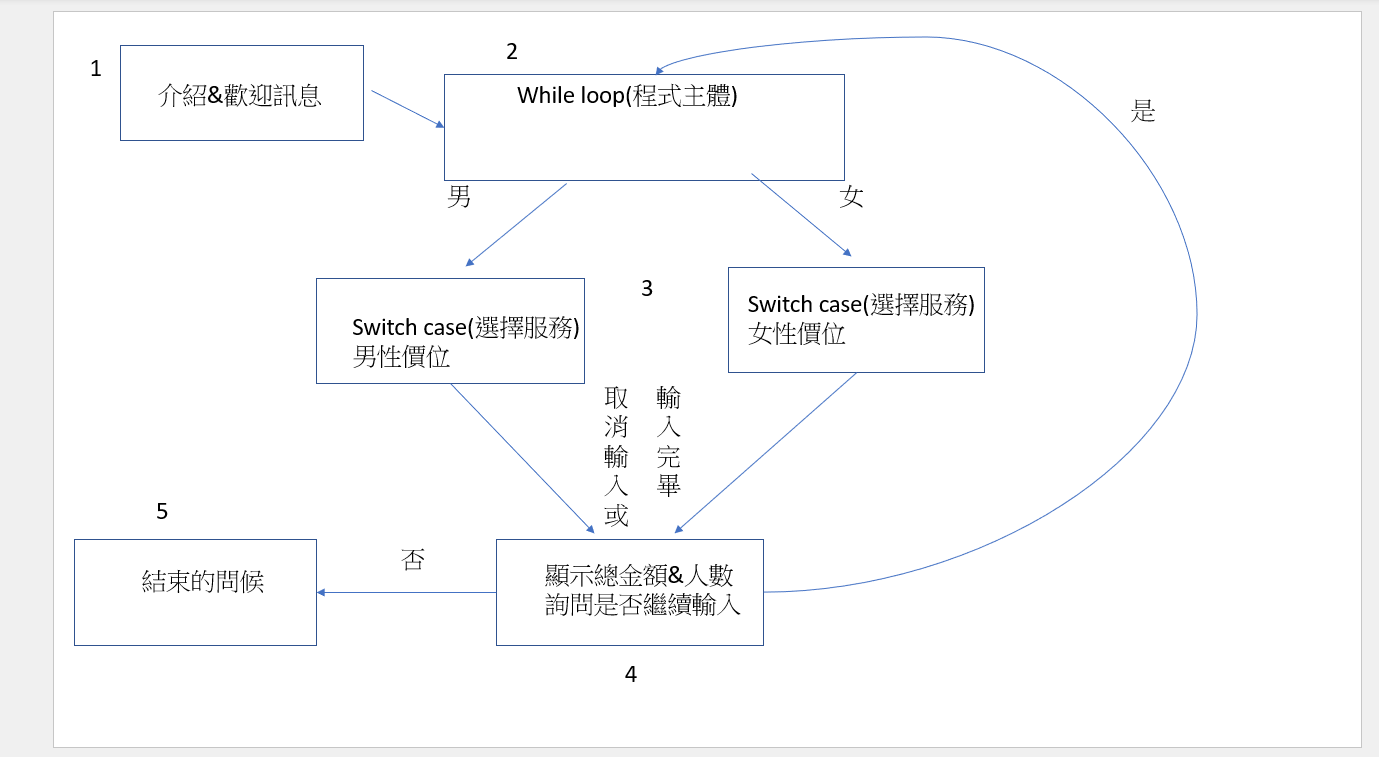 1
介紹&歡迎訊息
2
While loop(程式主體)
是
男
女
Switch case(選擇服務)
男性價位
3
Switch case(選擇服務)
女性價位
輸入完畢
取消輸入或
5
結束的問候
否
顯示總金額&人數
詢問是否繼續輸入
4